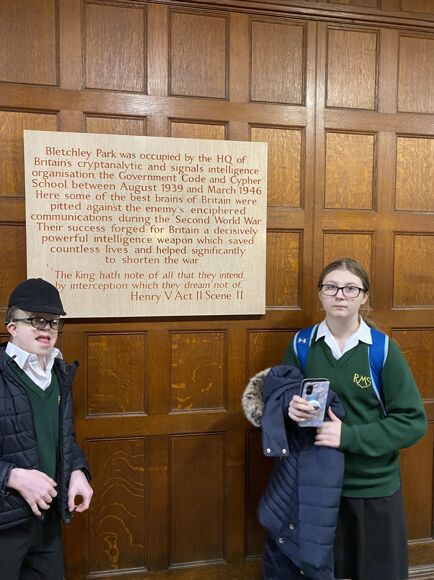 Bletchley Park was occupied by the HQ of
Britains cryptanalytic and signals intelligence
organisation, the Government Code and Cypher
School, between August 1939 and March 1946
Here some of the best brains of Britain were
pitted against the enemy's enciphered
communications during the Second World War
Their success forged for Britain a decisively
powerful intelligence weapon which saved
countless lives and helped significantly
to shorten the war
The King hath note of all that they intend,
by interception which they dream not of.
Henry V Act II Scene II
RMS